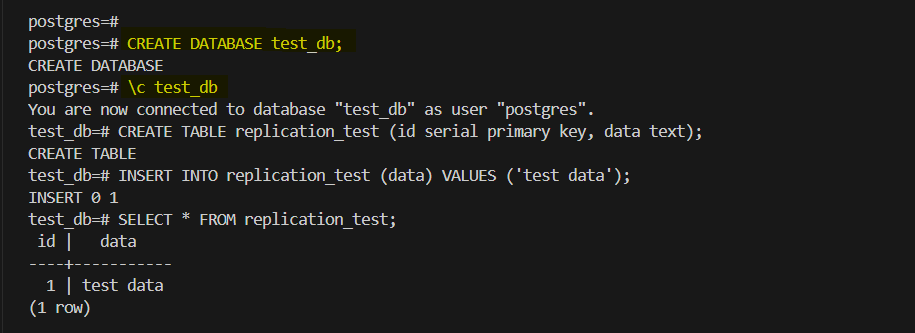 postgres=#
postgres=# CREATE DATABASE test_db;
CREATE DATABASE
postgres=# \c test_db
You are now connected to database "test_db" as user "postgres".
test_db=# CREATE TABLE replication_test (id serial primary key, data text);
CREATE TABLE
test_db=# INSERT INTO replication_test (data) VALUES ('test data');
INSERT 0 1
test_db=# SELECT * FROM replication_test;
 id |   data
----+-----------
  1 | test data
(1 row)